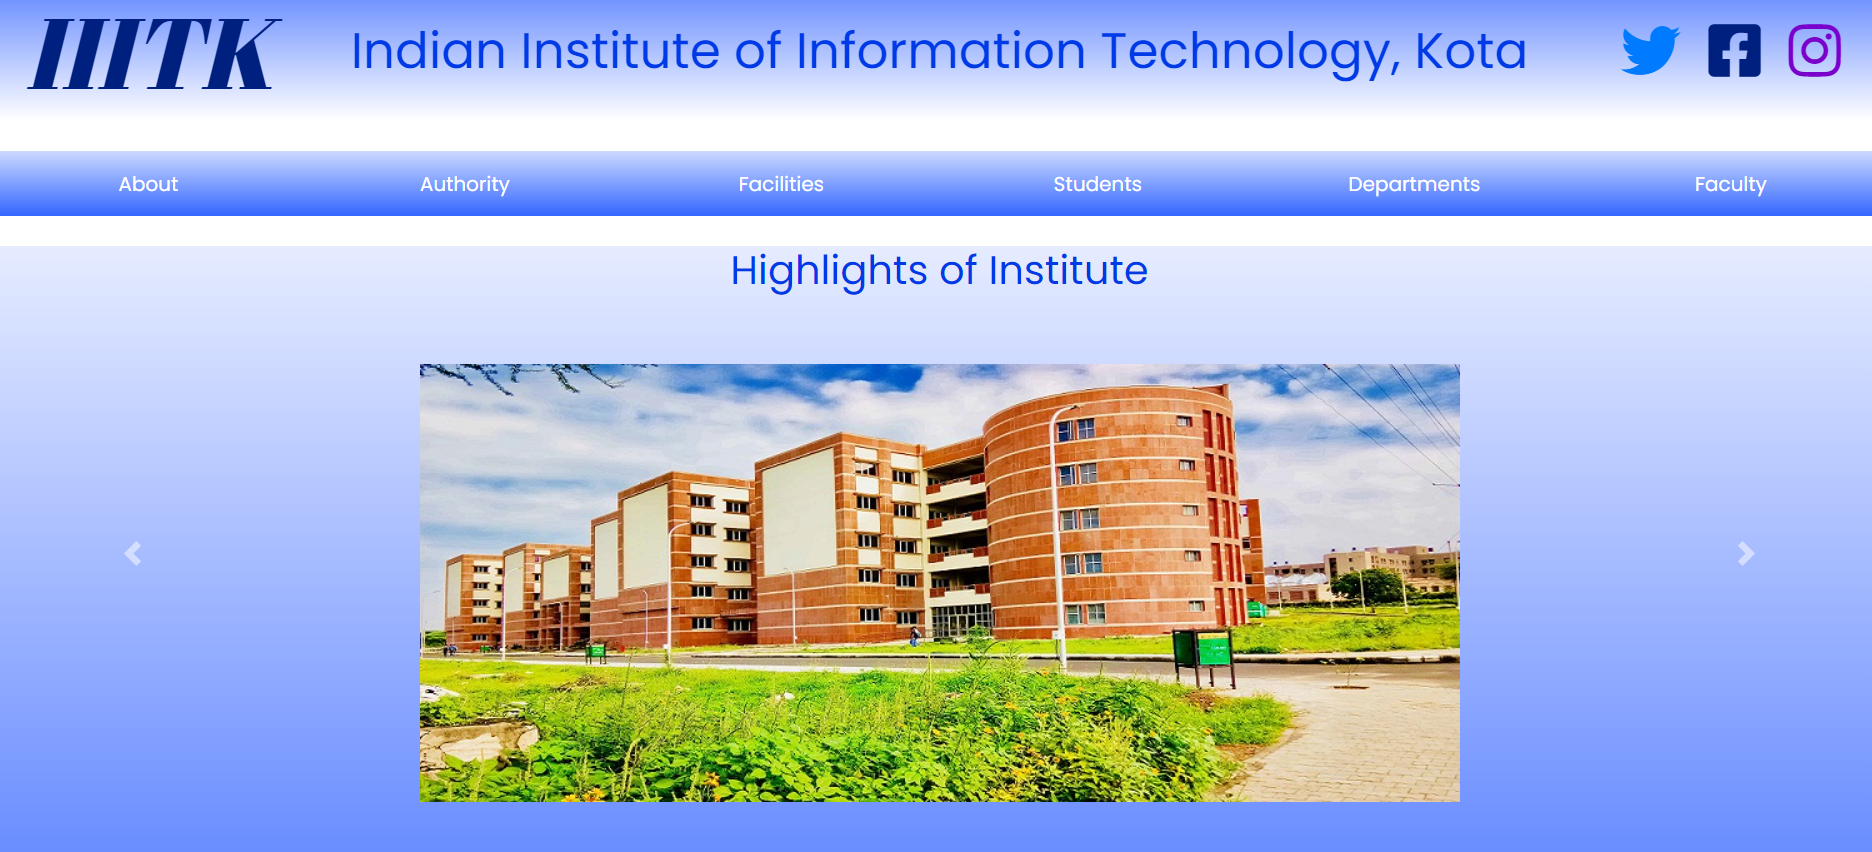 IIITK
Indian Institute of Information Technology, Kota
About Authority Facilities Students Departments Faculty
Highlights of Institute